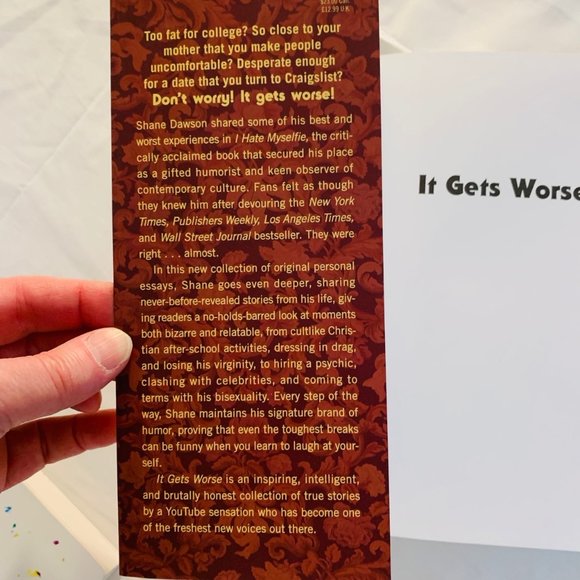 $23.00 Can.
£12.99 U.K.
Too fat for college? So close to your
mother that you make people
uncomfortable? Desperate enough
for a date that you turn to Craigslist?
Don't worry! It gets worse!
Shane Dawson shared some of his best and
worst experiences in I Hate Myselfie, the criti-
cally acclaimed book that secured his place
as a gifted humorist and keen observer of
contemporary culture. Fans felt as though
they knew him after devouring the New York
Times, Publishers Weekly, Los Angeles Times,
and Wall Street Journal bestseller. They were
right . . . almost.
In this new collection of original personal
essays, Shane goes even deeper, sharing
never-before-revealed stories from his life, giv-
ing readers a no-holds-barred look at moments
both bizarre and relatable, from cultlike Chris-
tian after-school activities, dressing in drag,
and losing his virginity, to hiring a psychic,
clashing with celebrities, and coming to
terms with his bisexuality. Every step of the
way, Shane maintains his signature brand of
humor, proving that even the toughest breaks
can be funny when you learn to laugh at your-
self.
It Gets Worse is an inspiring, intelligent,
and brutally honest collection of true stories
by a YouTube sensation who has become one
of the freshest new voices out there.
It Gets Worse